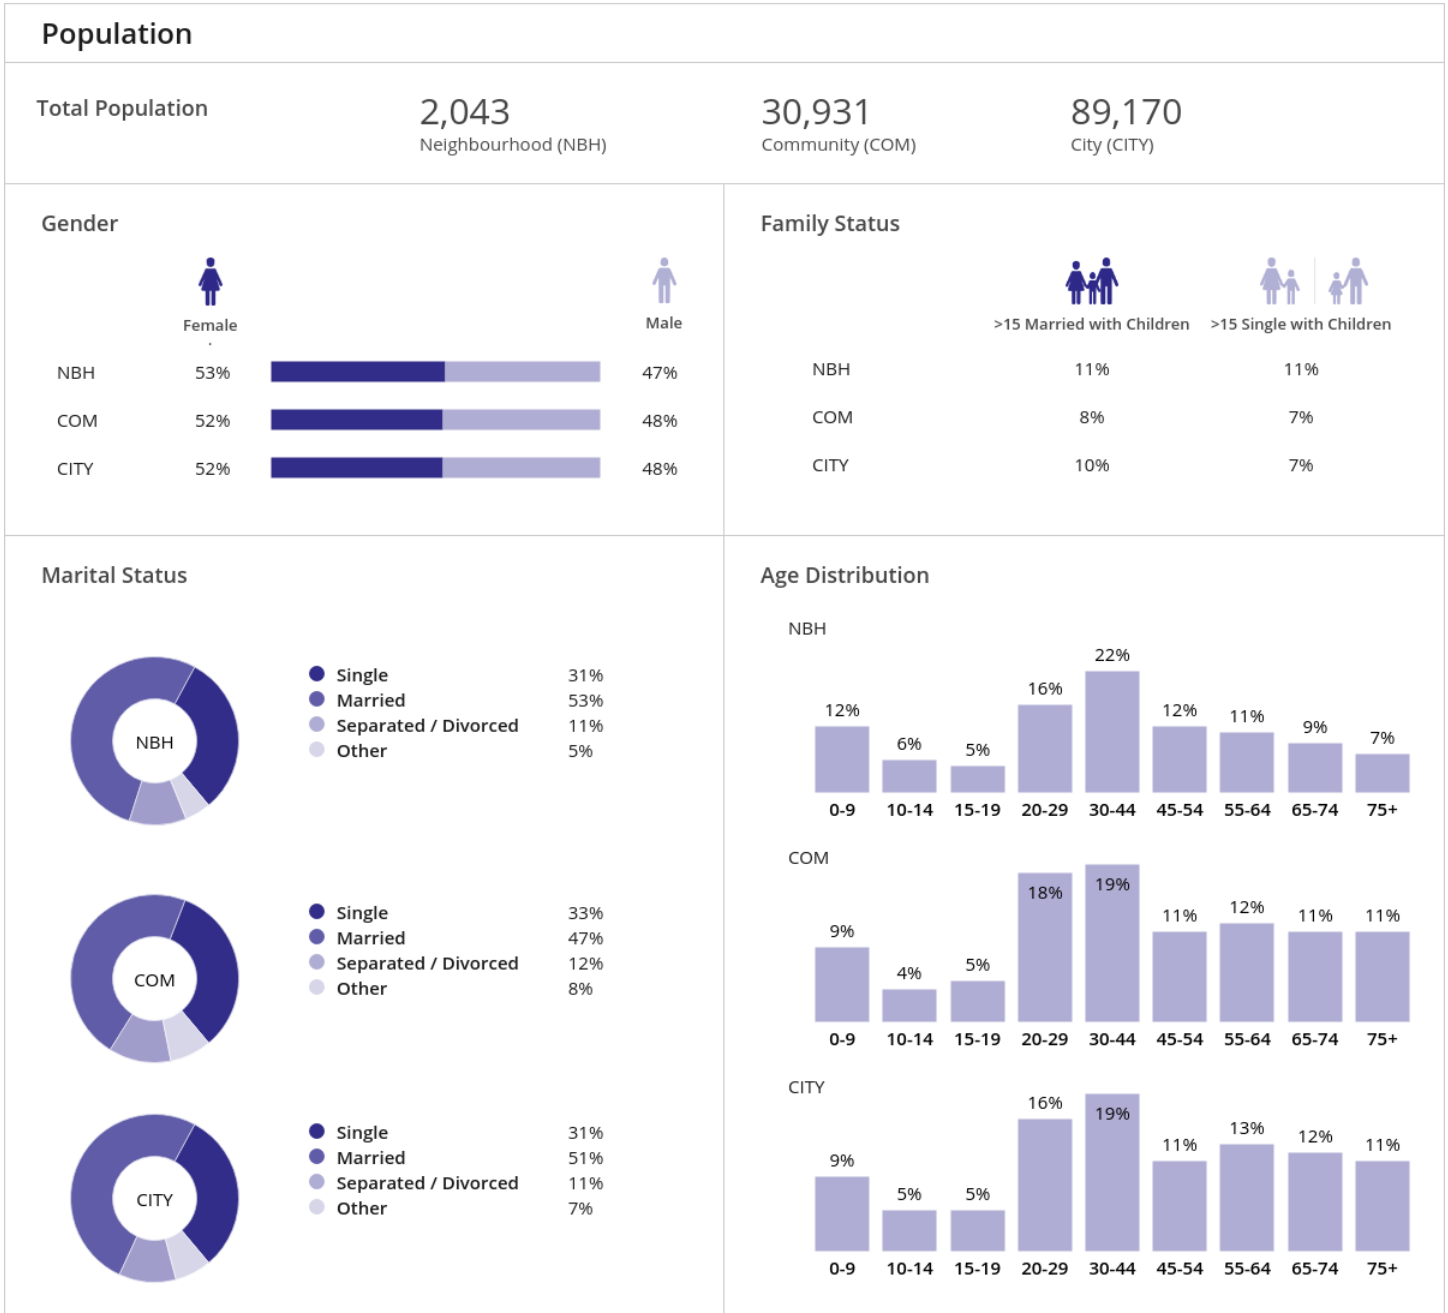 Population
Total Population
2,043
30,931
89,170
Neighbourhood (NBH)
Community (COM)
City (CITY)
Gender
Female
Male
.
NBH 53% 47%
COM 52% 48%
CITY 52% 48%
Family Status
>15 Married with Children >15 Single with Children
NBH 11% 11%
COM 8% 7%
CITY 10% 7%
Marital Status
NBH
Single 31%
Married 53%
Separated / Divorced 11%
Other 5%
COM
Single 33%
Married 47%
Separated / Divorced 12%
Other 8%
CITY
Single 31%
Married 51%
Separated / Divorced 11%
Other 7%
Age Distribution
NBH
12% 6% 5% 16% 22% 12% 11% 9% 7%
0-9 10-14 15-19 20-29 30-44 45-54 55-64 65-74 75+
COM
9% 4% 5% 18% 19% 11% 12% 11% 11%
0-9 10-14 15-19 20-29 30-44 45-54 55-64 65-74 75+
CITY
9% 5% 5% 16% 19% 11% 13% 12% 11%
0-9 10-14 15-19 20-29 30-44 45-54 55-64 65-74 75+